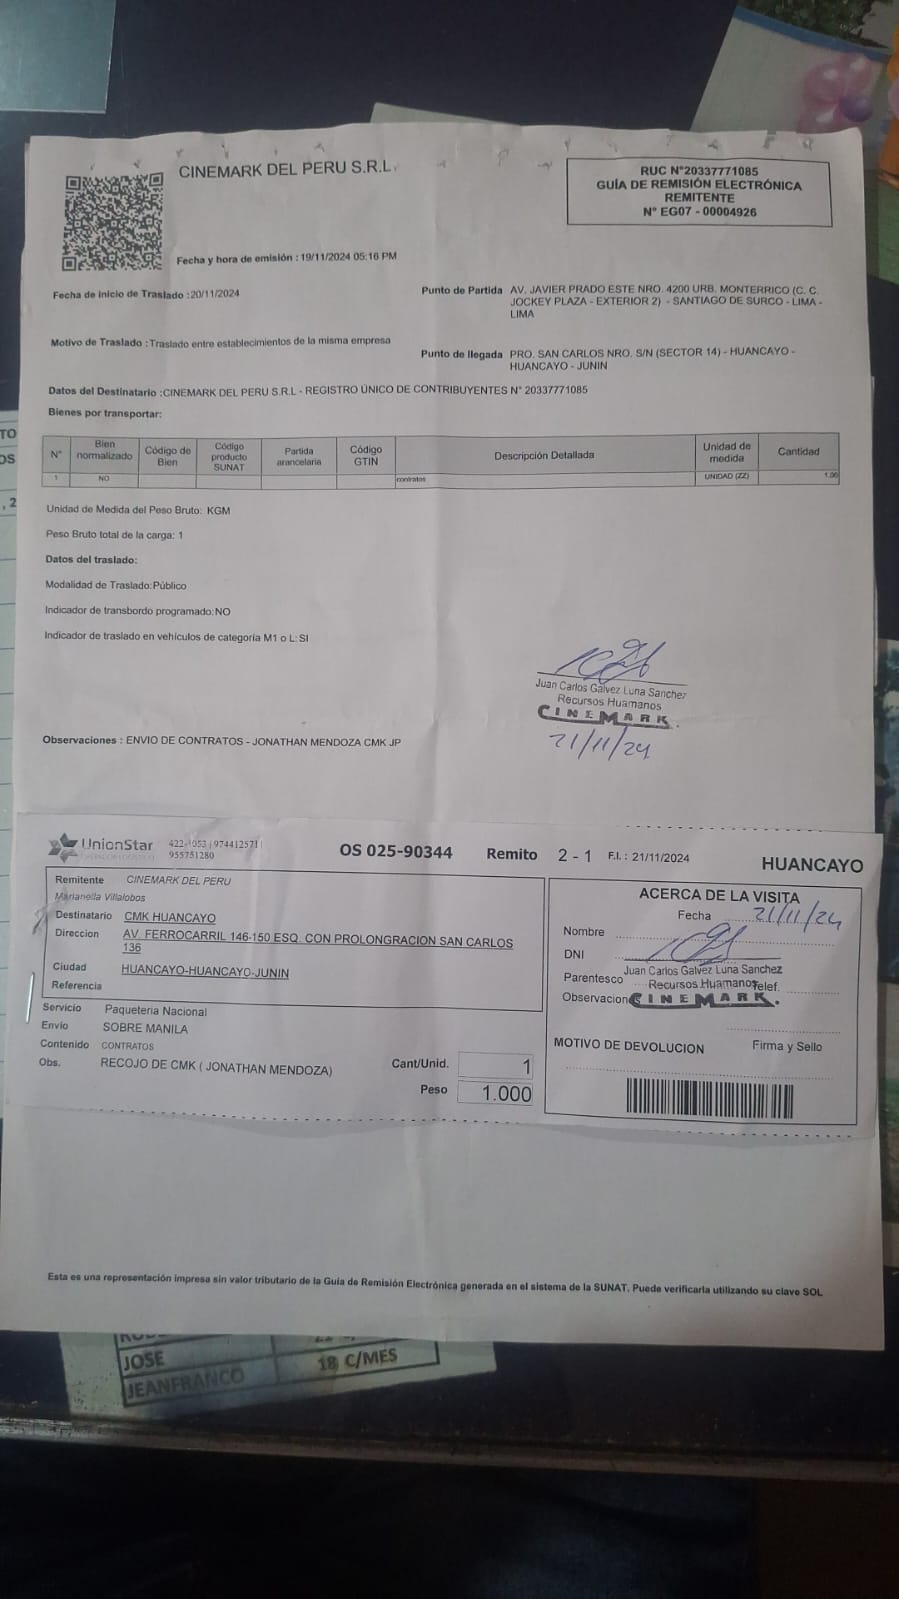 CINEMARK DEL PERU S.R.L.
RUC N°20337771085
GUÍA DE REMISIÓN ELECTRÓNICA
REMITENTE
N° EG07 - 00004926
Fecha y hora de emisión : 19/11/2024 05:16 PM
Fecha de inicio de Traslado :20/11/2024
Punto de Partida AV. JAVIER PRADO ESTE NRO. 4200 URB. MONTERRICO (C. C.
JOCKEY PLAZA - EXTERIOR 2) - SANTIAGO DE SURCO - LIMA -
LIMA
Motivo de Traslado :Traslado entre establecimientos de la misma empresa
Punto de llegada PRO. SAN CARLOS NRO. S/N (SECTOR 14) - HUANCAYO -
HUANCAYO - JUNIN
Datos del Destinatario :CINEMARK DEL PERU S.R.L - REGISTRO ÚNICO DE CONTRIBUYENTES N° 20337771085
Bienes por transportar:
N° Bien normalizado Código de Bien Código producto SUNAT Partida arancelaria Código GTIN Descripción Detallada Unidad de medida Cantidad
1 NO contratos UNIDAD (ZZ) 1.00
Unidad de Medida del Peso Bruto: KGM
Peso Bruto total de la carga: 1
Datos del traslado:
Modalidad de Traslado:Público
Indicador de transbordo programado:NO
Indicador de traslado en vehículos de categoría M1 o L:SI
Juan Carlos Galvez Luna Sanchez
Recursos Huamanos
CINEMARK.
21/11/24
Observaciones : ENVIO DE CONTRATOS - JONATHAN MENDOZA CMK JP
UnionStar
422-1053 | 974412571 |
955751280
OS 025-90344 Remito 2 - 1 F.I. : 21/11/2024
HUANCAYO
Remitente CINEMARK DEL PERU
Marianella Villalobos
Destinatario CMK HUANCAYO
Direccion AV. FERROCARRIL 146-150 ESQ. CON PROLONGRACION SAN CARLOS
136
Ciudad HUANCAYO-HUANCAYO-JUNIN
Referencia
Servicio Paqueteria Nacional
Envio SOBRE MANILA
Contenido CONTRATOS
Obs. RECOJO DE CMK ( JONATHAN MENDOZA)
Cant/Unid. 1
Peso 1.000
ACERCA DE LA VISITA
Fecha 21/11/24
Nombre
DNI
Juan Carlos Galvez Luna Sanchez
Parentesco Recursos Huamanos Telef.
Observacion CINEMARK.
MOTIVO DE DEVOLUCION Firma y Sello
Esta es una representación impresa sin valor tributario de la Guía de Remisión Electrónica generada en el sistema de la SUNAT. Puede verificarla utilizando su clave SOL
JOSE 18 C/MES
JEANFRANCO
TO
OS
, 2